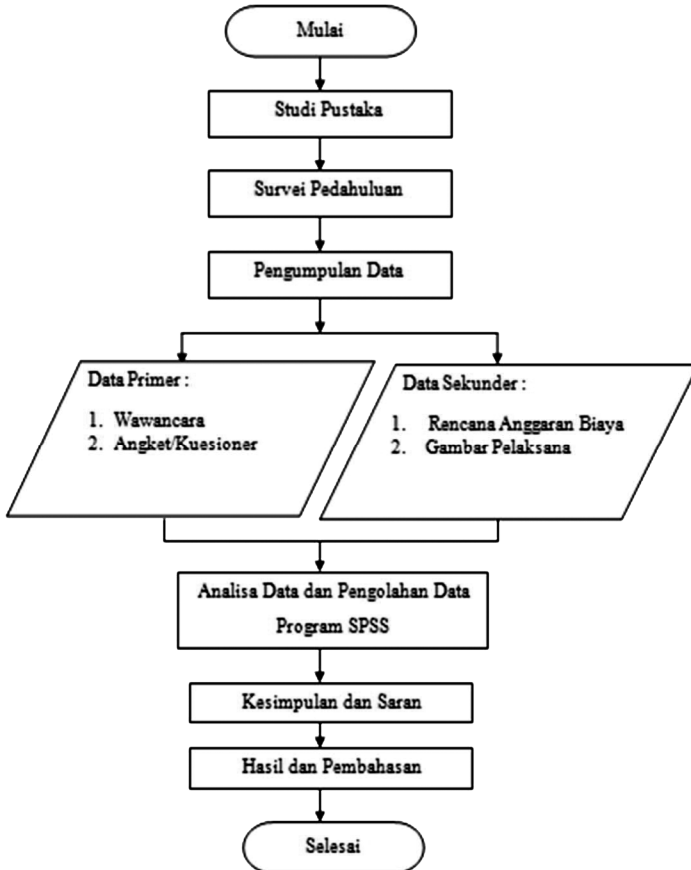 Mulai
Studi Pustaka
Survei Pedahuluan
Pengumpulan Data
Data Primer :
1. Wawancara
2. Angket/Kuesioner
Data Sekunder :
1. Rencana Anggaran Biaya
2. Gambar Pelaksana
Analisa Data dan Pengolahan Data
Program SPSS
Kesimpulan dan Saran
Hasil dan Pembahasan
Selesai